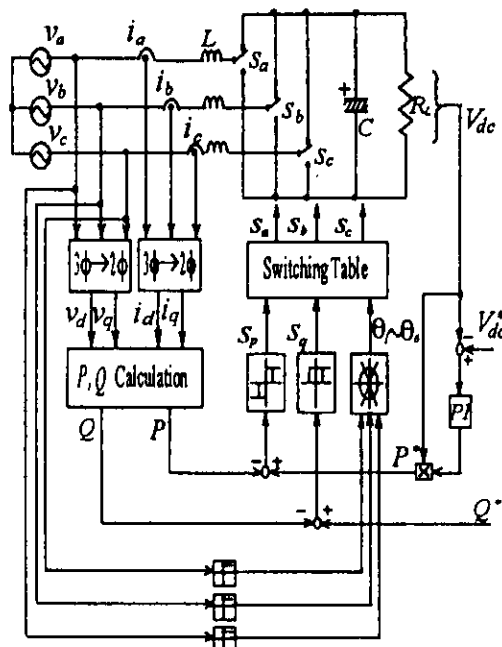 v_a
i_a
L
S_a
v_b
i_b
S_b
v_c
i_c
S_c
+
C
R_L
V_dc
S_a S_b S_c
3ϕ→2ϕ
3ϕ→2ϕ
Switching Table
v_d v_q
i_d i_q
S_p
S_q
θ_1~θ_6
P, Q Calculation
- +
V_dc*
PI
Q
P
- +
P*
- +
Q*